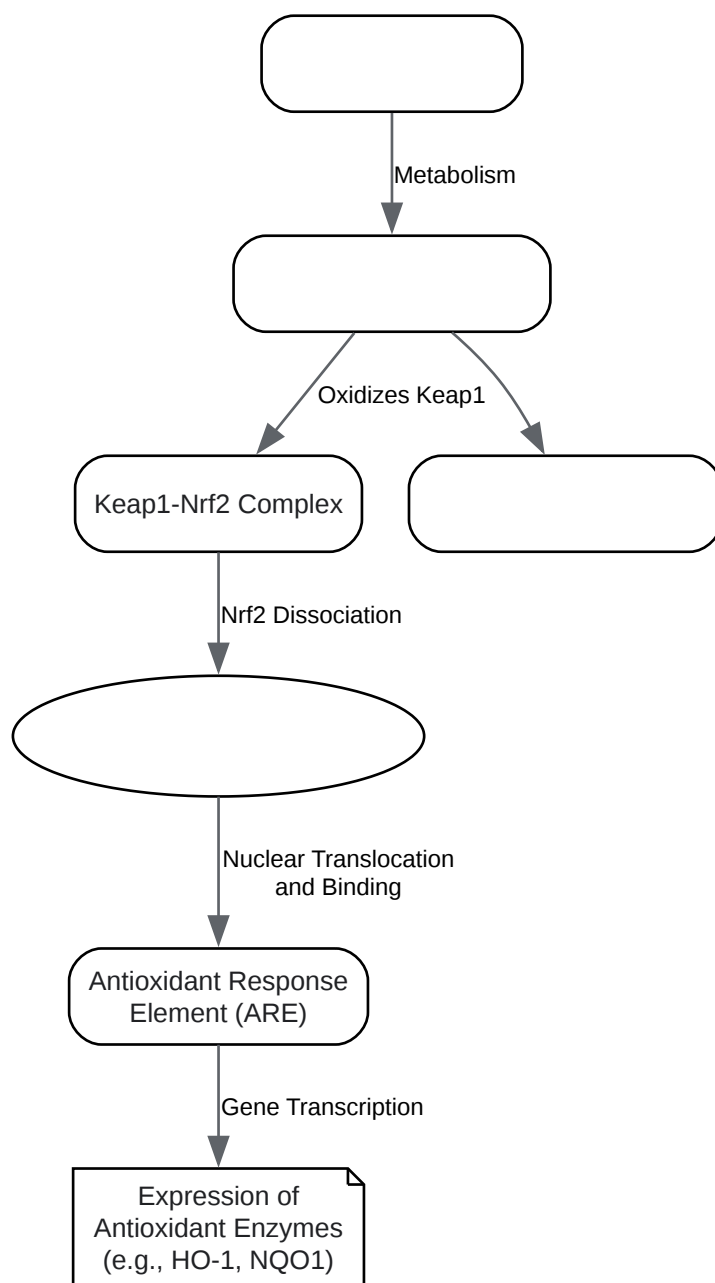 Metabolism
Oxidizes Keap1
Keap1-Nrf2 Complex
Nrf2 Dissociation
Nuclear Translocation
and Binding
Antioxidant Response
Element (ARE)
Gene Transcription
Expression of
Antioxidant Enzymes
(e.g., HO-1, NQO1)